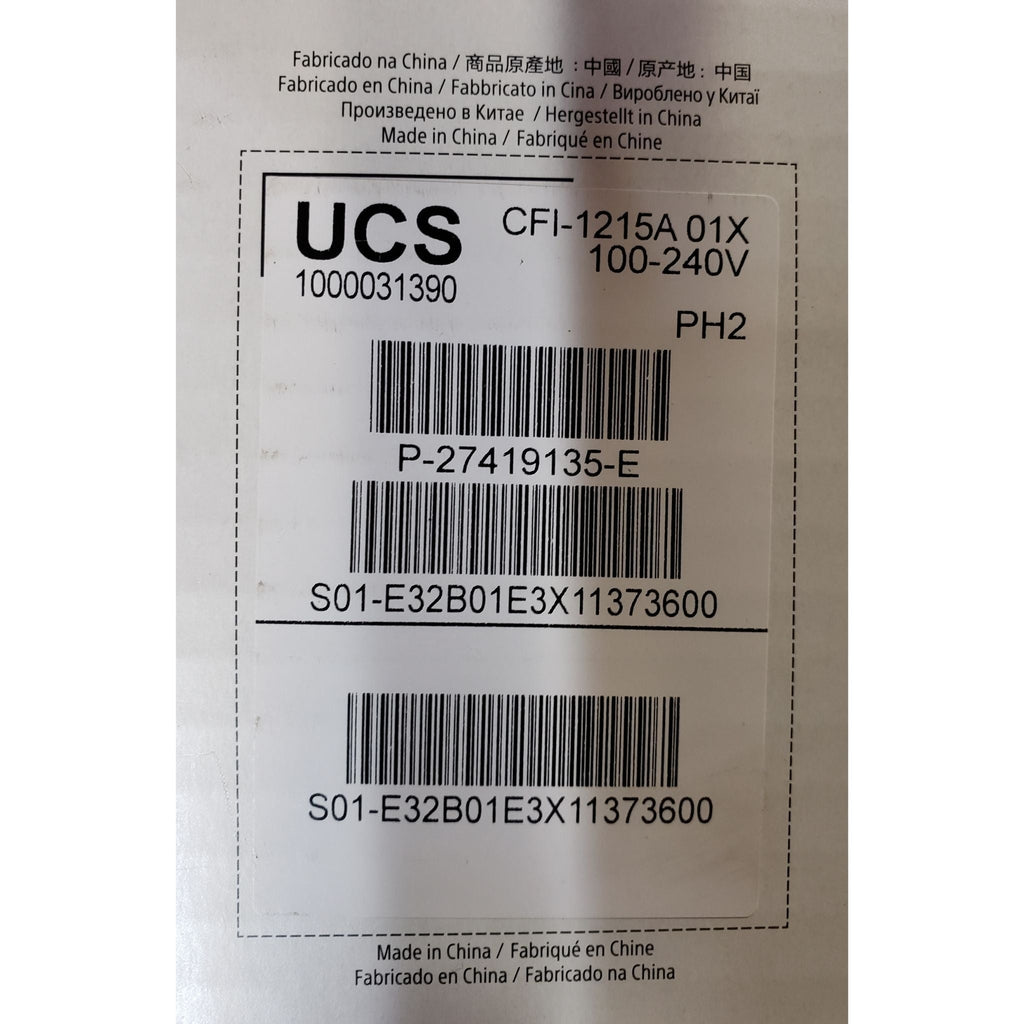 Fabricado na China / 商品原產地 : 中國 / 原产地 : 中国
Fabricado en China / Fabbricato in Cina / Вироблено у Китаї
Произведено в Китае / Hergestellt in China
Made in China / Fabriqué en Chine
UCS
CFI-1215A 01X
100-240V
1000031390
PH2
P-27419135-E
S01-E32B01E3X11373600
S01-E32B01E3X11373600
Made in China / Fabriqué en Chine
Fabricado en China / Fabricado na China